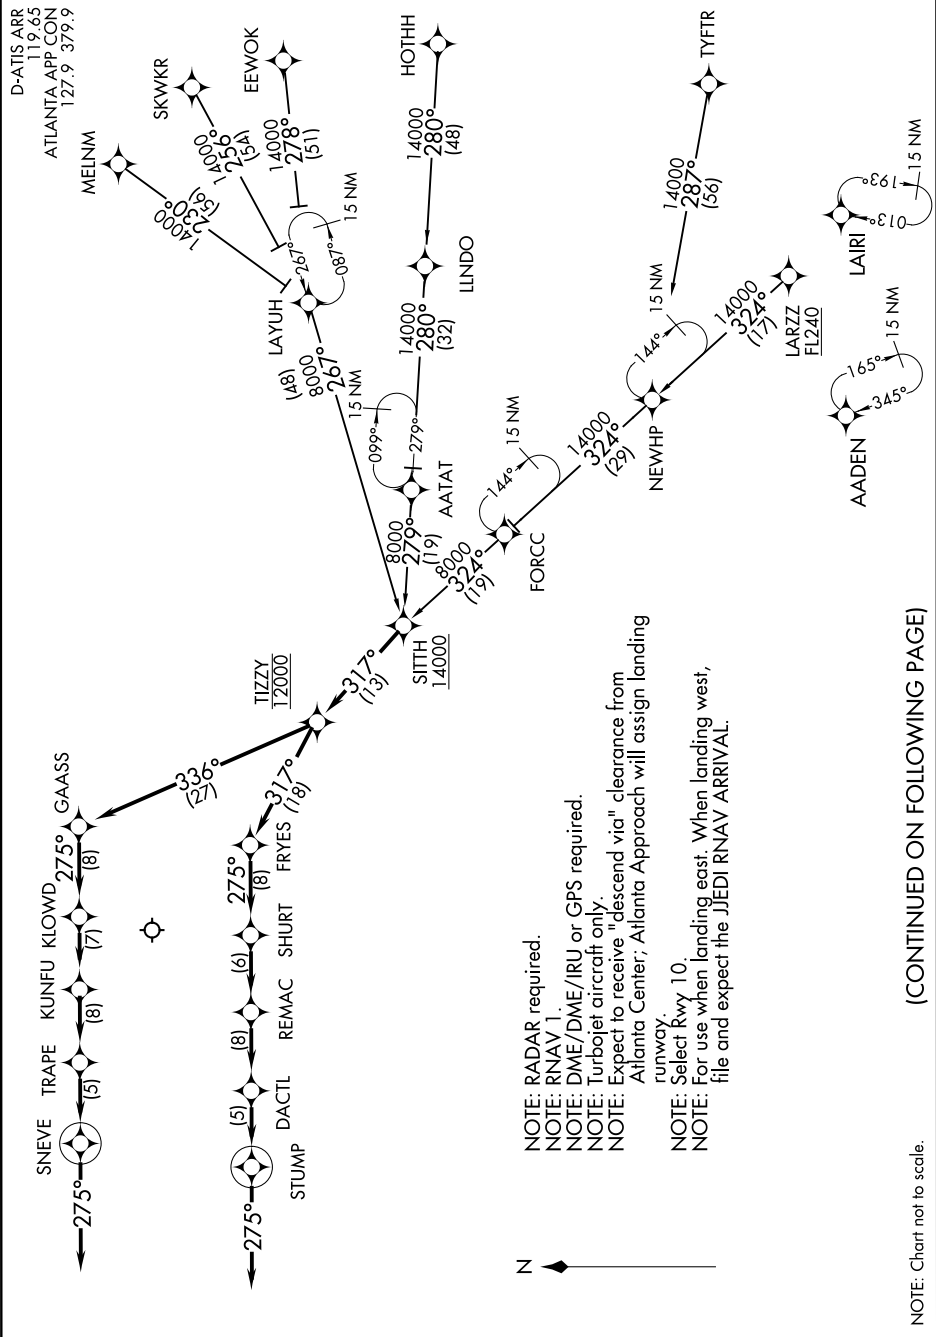 D-ATIS ARR
119.65
ATLANTA APP CON
127.9 379.9
MELNM
14000
230°
(56)
SKWKR
14000
256°
(54)
EEWOK
14000
278°
(51)
HOTHH
14000
280°
(48)
TYFTR
14000
287°
(56)
LAYUH
267°
087°
15 NM
(48)
8000
267°
LLNDO
14000
280°
(32)
AATAT
099°
279°
15 NM
8000
279°
(19)
LARZZ
FL240
14000
324°
(17)
NEWHP
144°
15 NM
14000
324°
(29)
FORCC
144°
15 NM
8000
324°
(19)
LAIRI
193°
013°
15 NM
AADEN
165°
345°
15 NM
SITTH
14000
317°
(13)
TIZZY
12000
336°
(27)
317°
(18)
GAASS
275°
(8)
KLOWD
(7)
KUNFU
(8)
TRAPE
(5)
SNEVE
275°
FRYES
275°
(8)
SHURT
(6)
REMAC
(8)
DACTL
(5)
STUMP
275°
N
NOTE: RADAR required.
NOTE: RNAV 1.
NOTE: DME/DME/IRU or GPS required.
NOTE: Turbojet aircraft only.
NOTE: Expect to receive "descend via" clearance from
Atlanta Center; Atlanta Approach will assign landing
runway.
NOTE: Select Rwy 10.
NOTE: For use when landing east. When landing west,
file and expect the JJEDI RNAV ARRIVAL.
(CONTINUED ON FOLLOWING PAGE)
NOTE: Chart not to scale.